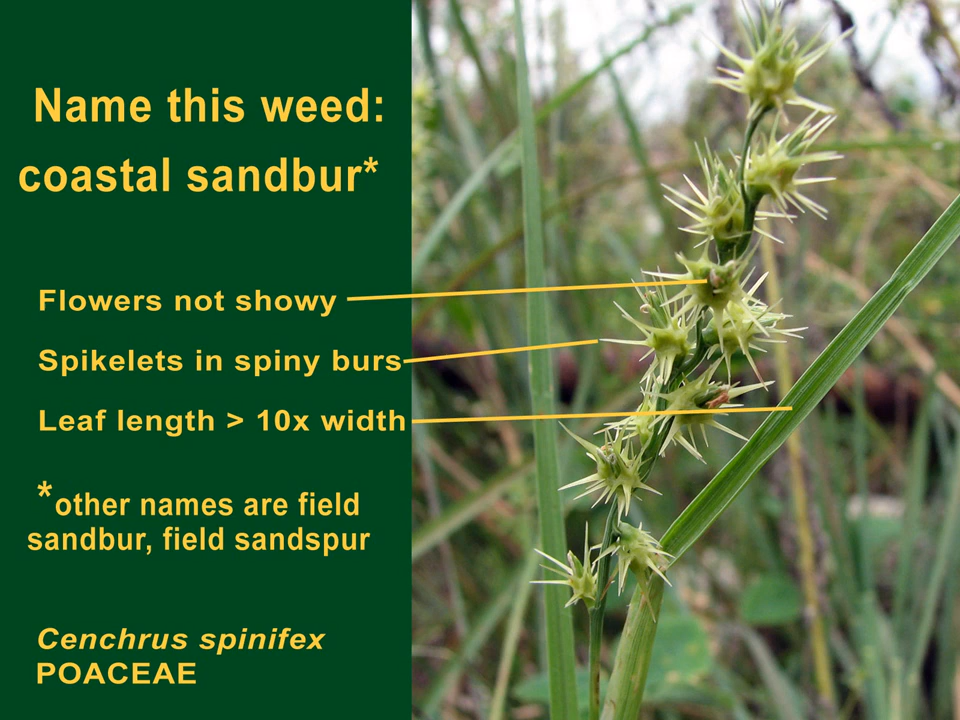 Name this weed:
coastal sandbur*
Flowers not showy
Spikelets in spiny burs
Leaf length > 10x width
*other names are field
sandbur, field sandspur
Cenchrus spinifex
POACEAE